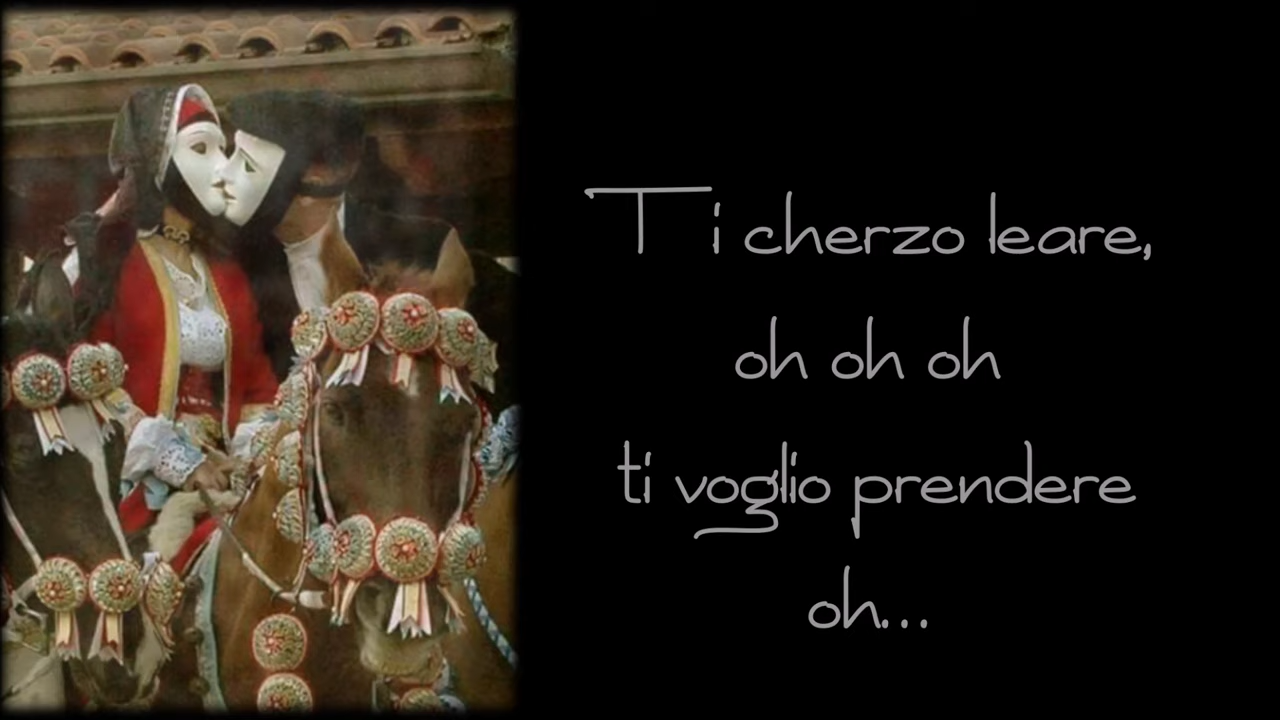 Ti cherzo leare,
oh oh oh
ti voglio prendere
oh...